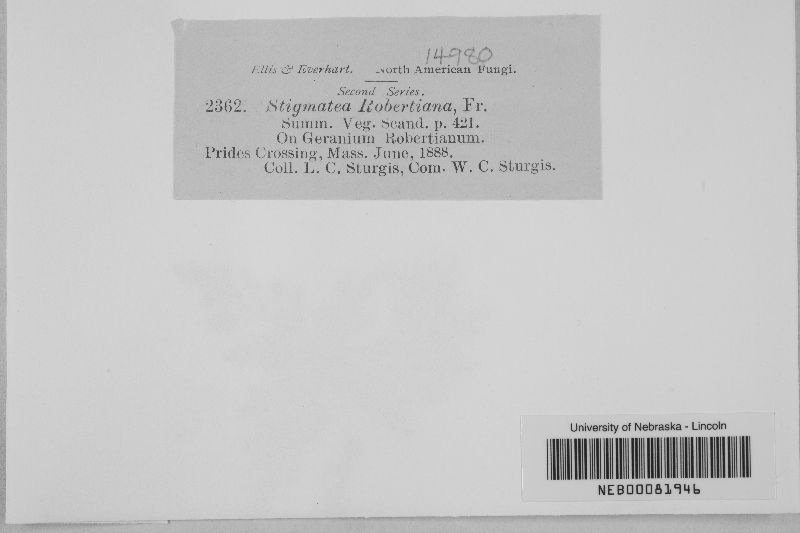 14980
Ellis & Everhart. North American Fungi.
Second Series.
2362. Stigmatea Robertiana, Fr.
Summ. Veg. Scand. p. 421.
On Geranium Robertianum.
Prides Crossing, Mass. June, 1888.
Coll. L. C. Sturgis, Com. W. C. Sturgis.
University of Nebraska - Lincoln
NEB00081946